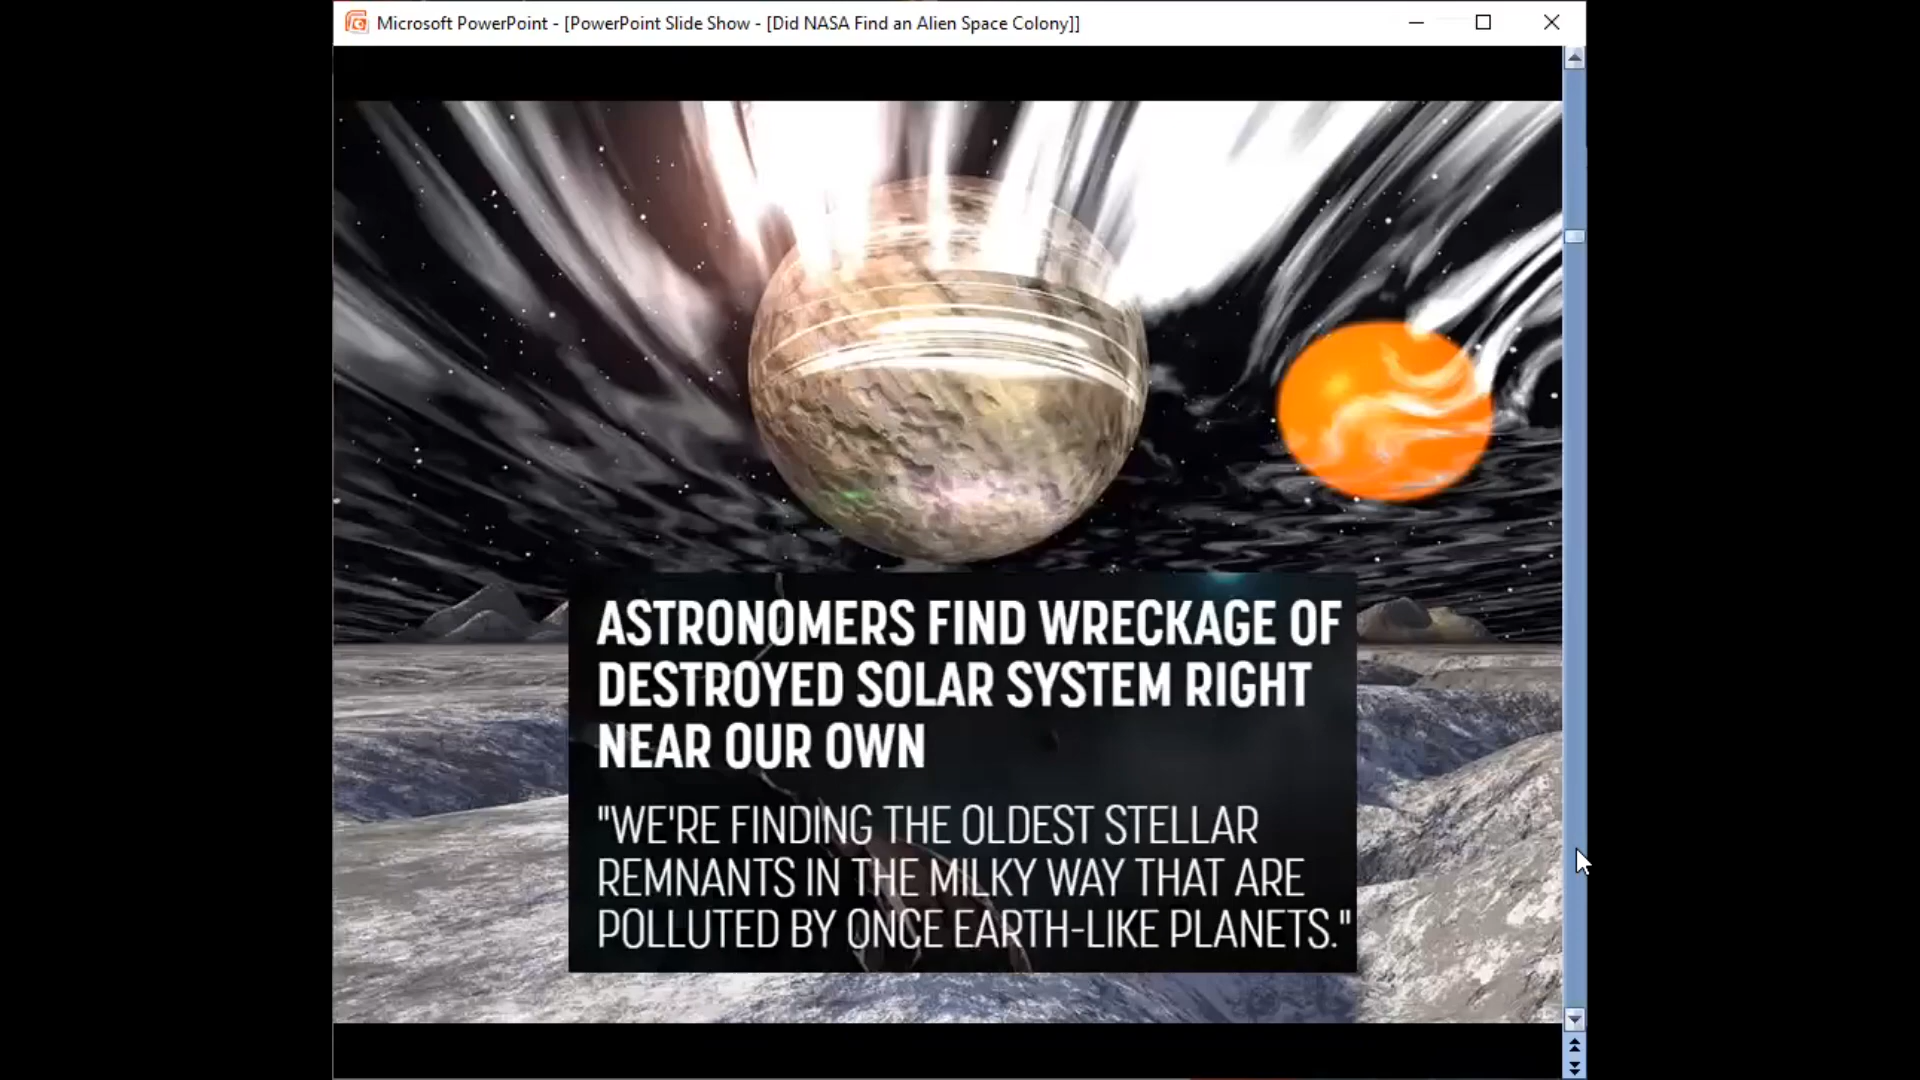 Microsoft PowerPoint - [PowerPoint Slide Show - [Did NASA Find an Alien Space Colony]]
ASTRONOMERS FIND WRECKAGE OF
DESTROYED SOLAR SYSTEM RIGHT
NEAR OUR OWN
"WE'RE FINDING THE OLDEST STELLAR
REMNANTS IN THE MILKY WAY THAT ARE
POLLUTED BY ONCE EARTH-LIKE PLANETS."